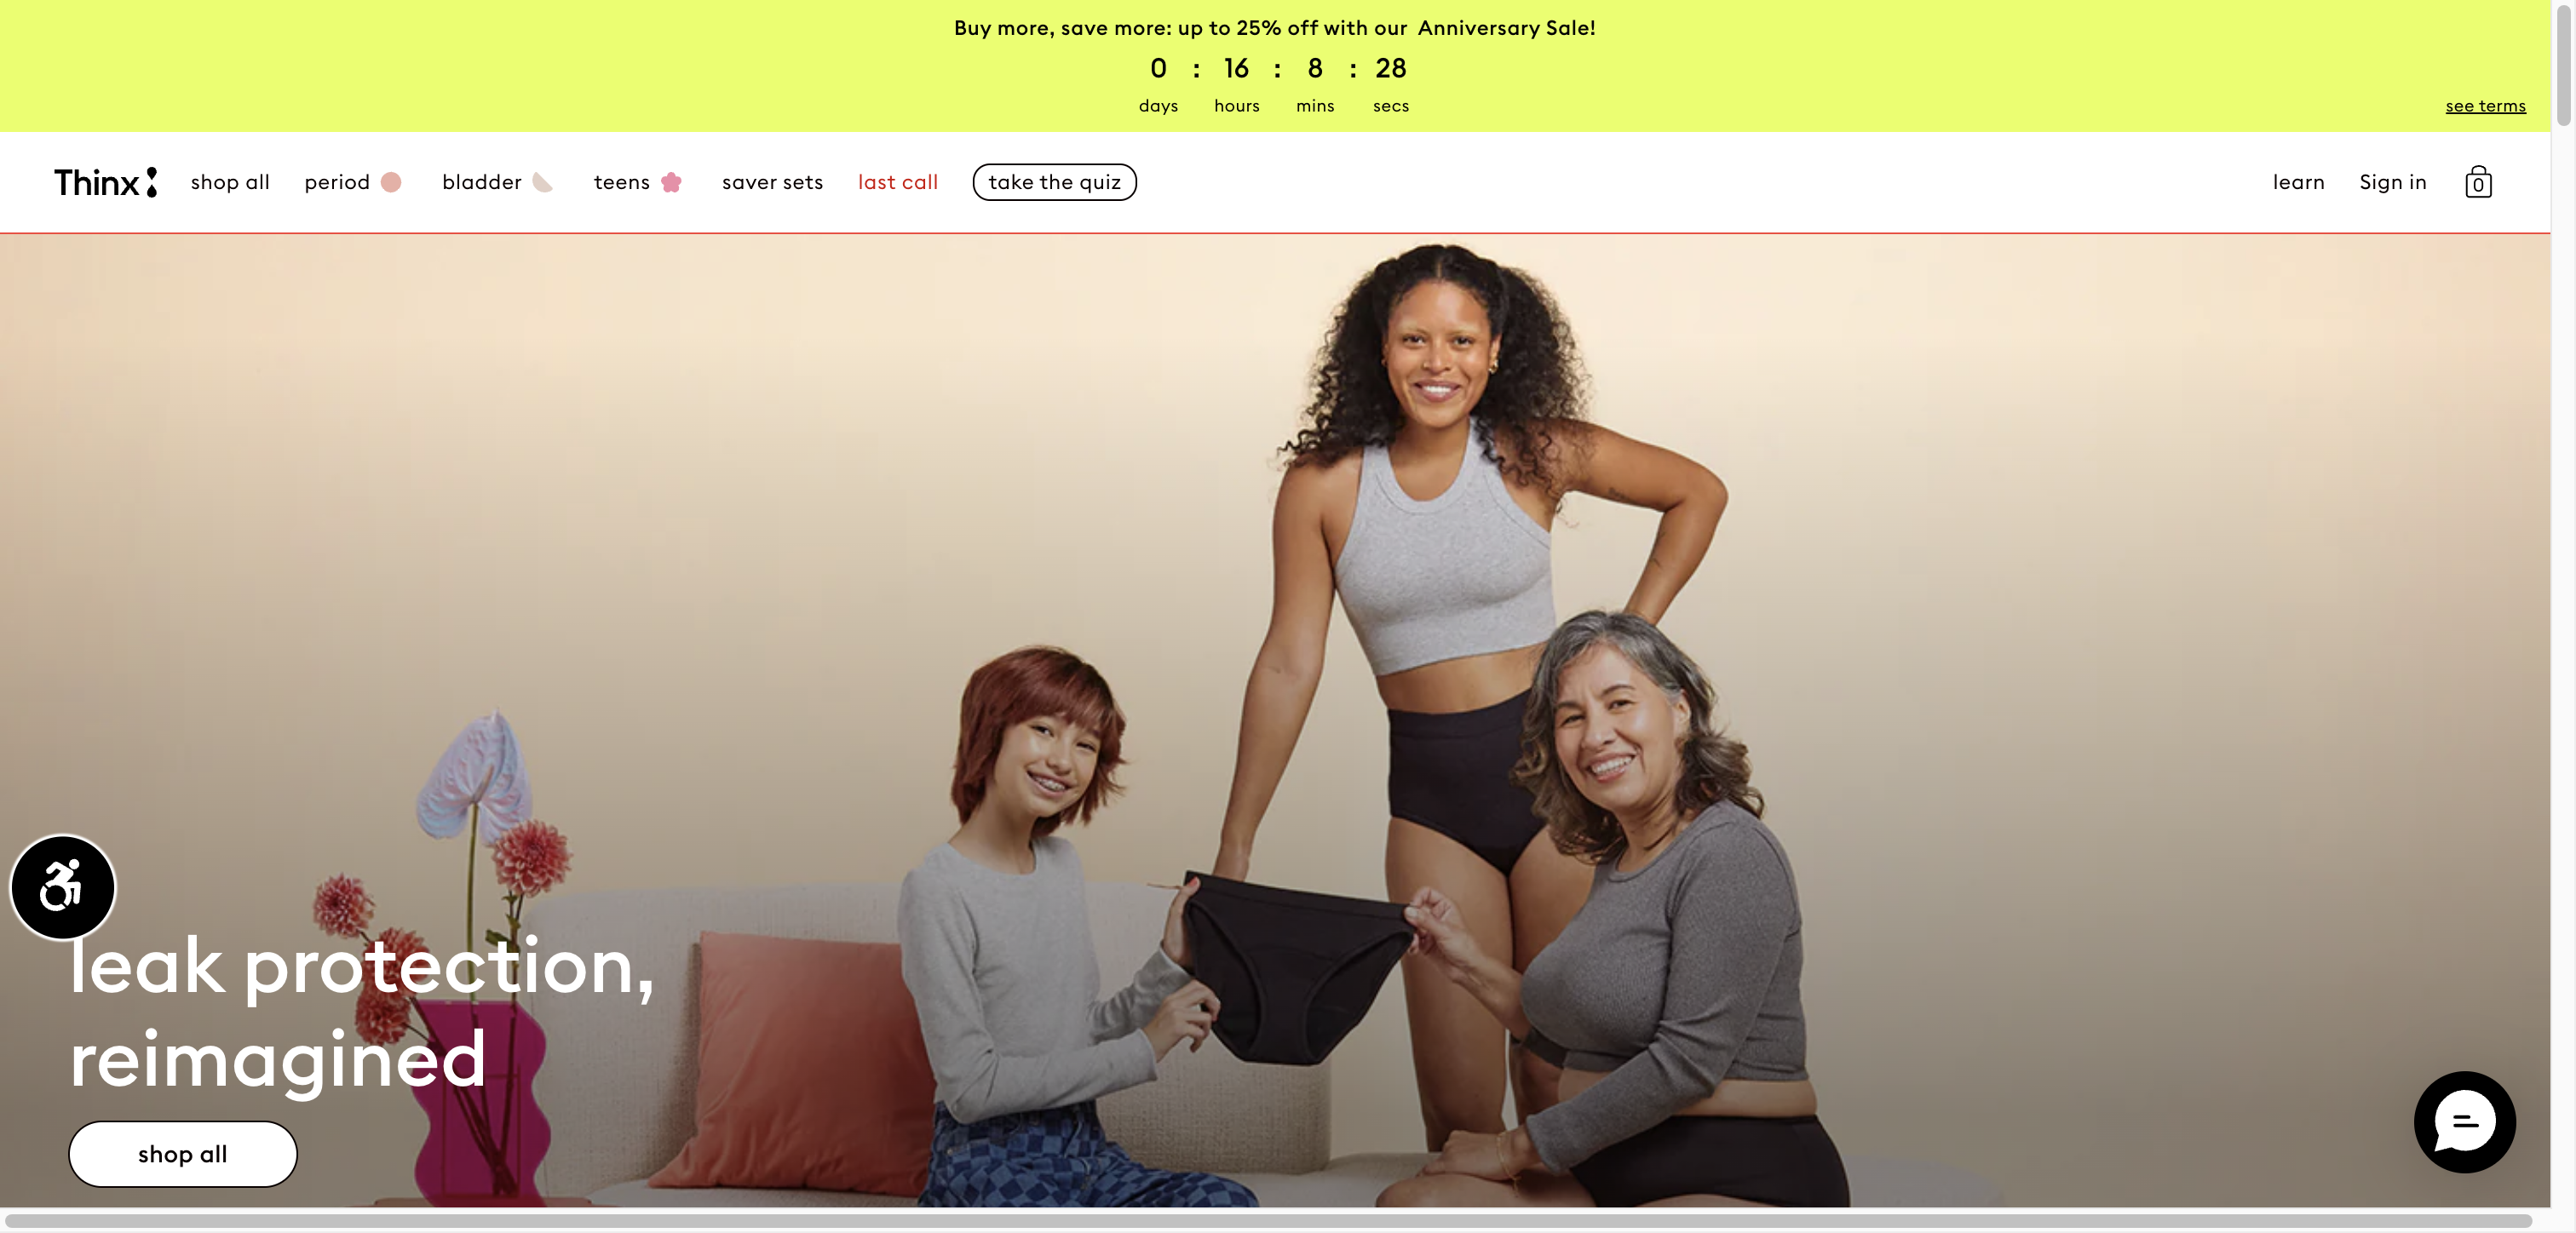 Buy more, save more: up to 25% off with our Anniversary Sale!
0 : 16 : 8 : 28
days hours mins secs
see terms
Thinx
shop all period bladder teens saver sets last call take the quiz learn Sign in 0
leak protection,
reimagined
shop all